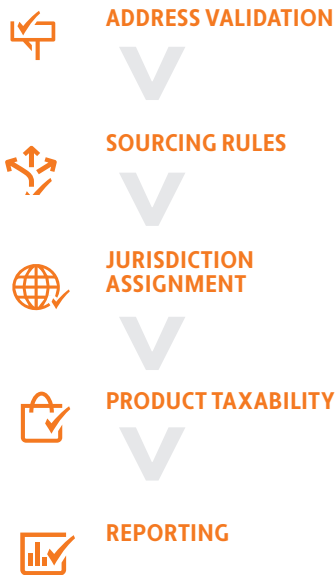 ADDRESS VALIDATION
SOURCING RULES
JURISDICTION
ASSIGNMENT
PRODUCT TAXABILITY
REPORTING